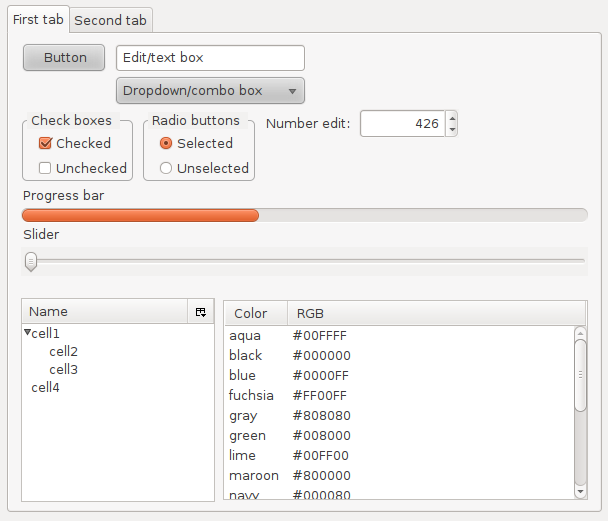 First tab Second tab
Button Edit/text box
Dropdown/combo box
Check boxes Radio buttons Number edit: 426
Checked Selected
Unchecked Unselected
Progress bar
Slider
Name
cell1
cell2
cell3
cell4
Color RGB
aqua #00FFFF
black #000000
blue #0000FF
fuchsia #FF00FF
gray #808080
green #008000
lime #00FF00
maroon #800000
navy #000080